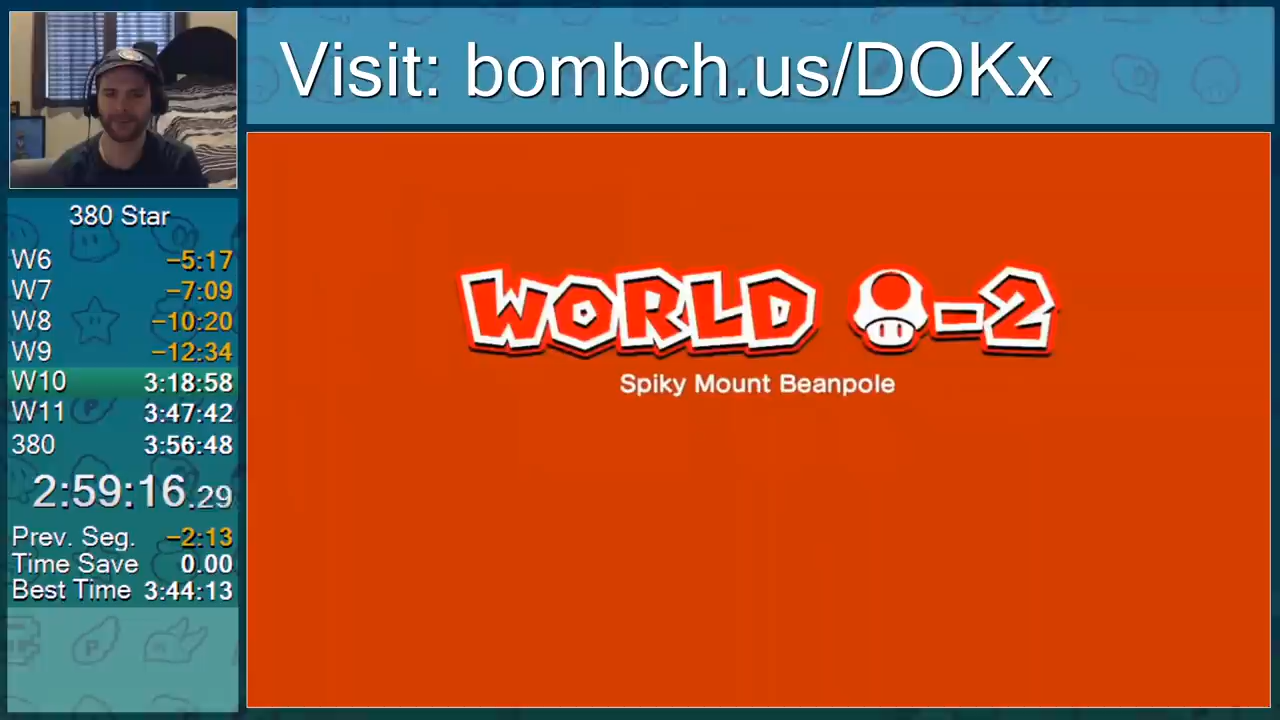 Visit: bombch.us/DOKx
380 Star
W6 -5:17
W7 -7:09
W8 -10:20
W9 -12:34
W10 3:18:58
W11 3:47:42
380 3:56:48
2:59:16.29
Prev. Seg. -2:13
Time Save 0.00
Best Time 3:44:13
WORLD -2
Spiky Mount Beanpole